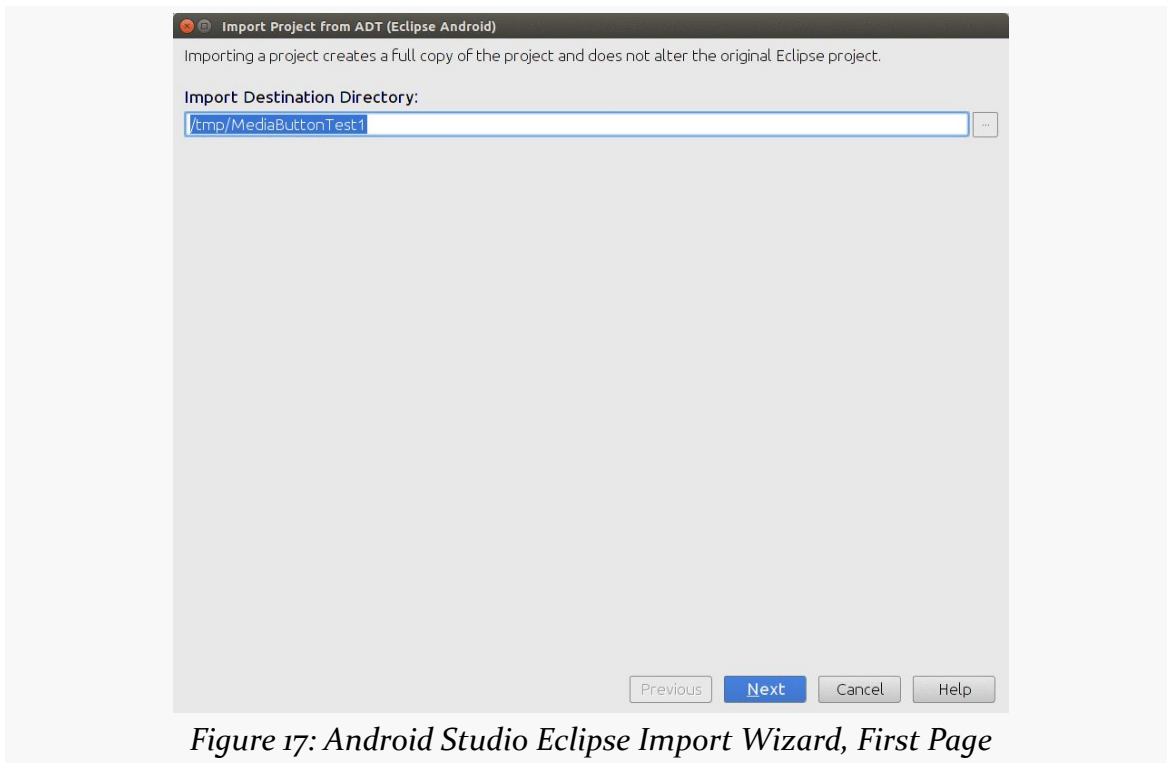 Import Project from ADT (Eclipse Android)
Importing a project creates a full copy of the project and does not alter the original Eclipse project.
Import Destination Directory:
/tmp/MediaButtonTest1
...
Previous Next Cancel Help
Figure 17: Android Studio Eclipse Import Wizard, First Page